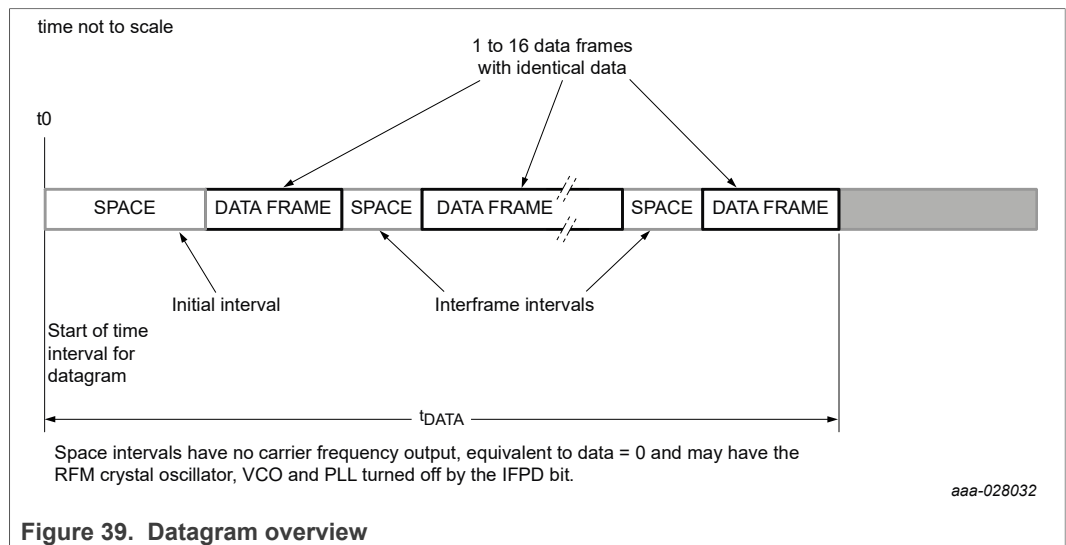 time not to scale
1 to 16 data frames
with identical data
t0
SPACE
DATA FRAME
SPACE
DATA FRAME
SPACE
DATA FRAME
Initial interval
Interframe intervals
Start of time
interval for
datagram
tDATA
Space intervals have no carrier frequency output, equivalent to data = 0 and may have the
RFM crystal oscillator, VCO and PLL turned off by the IFPD bit.
aaa-028032
Figure 39. Datagram overview